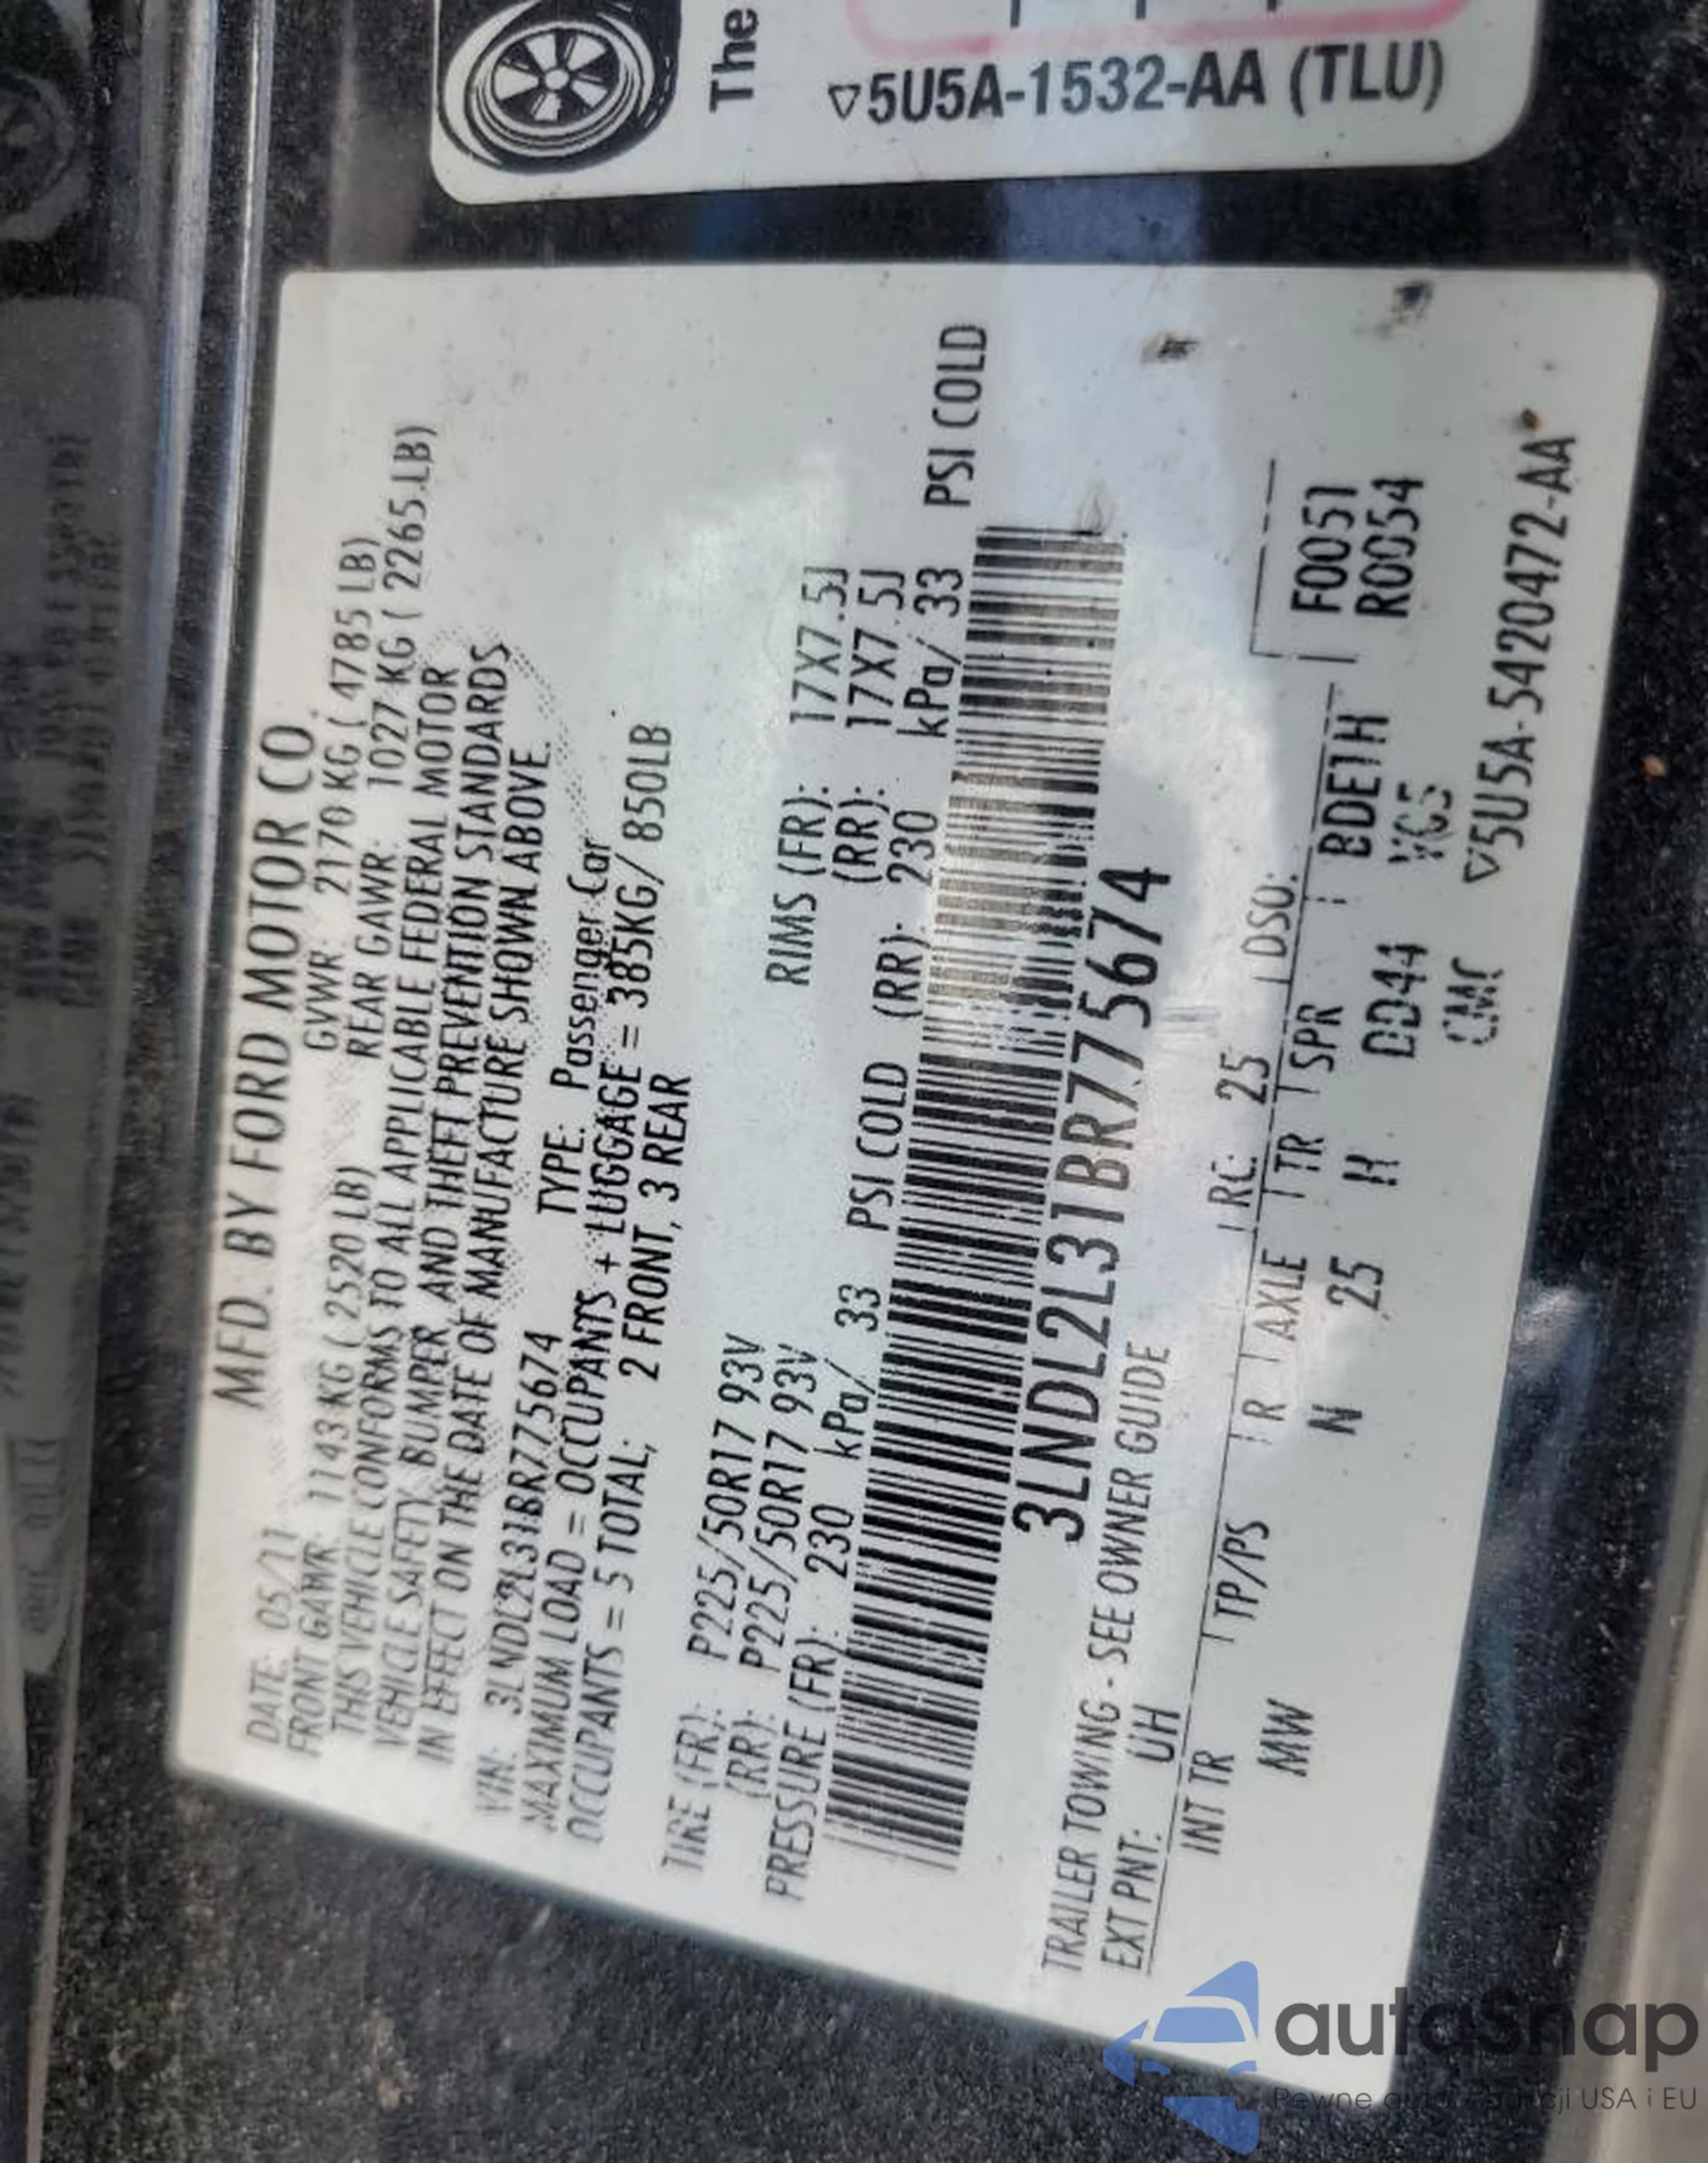 The
▽5U5A-1532-AA (TLU)
MFD. BY FORD MOTOR CO.
DATE: 05/11 GVWR: 2170 KG ( 4785 LB)
FRONT GAWR: 1143 KG ( 2520 LB) REAR GAWR: 1027 KG ( 2265 LB)
THIS VEHICLE CONFORMS TO ALL APPLICABLE FEDERAL MOTOR
VEHICLE SAFETY, BUMPER, AND THEFT PREVENTION STANDARDS
IN EFFECT ON THE DATE OF MANUFACTURE SHOWN ABOVE.
VIN: 3LNDL2L31BR775674 TYPE: Passenger Car
MAXIMUM LOAD = OCCUPANTS + LUGGAGE = 385KG/ 850LB
OCCUPANTS = 5 TOTAL; 2 FRONT, 3 REAR
TIRE (FR): P225/50R17 93V RIMS (FR): 17X7.5J
(RR): P225/50R17 93V (RR): 17X7.5J
PRESSURE (FR): 230 kPa/ 33 PSI COLD (RR): 230 kPa/ 33 PSI COLD
3LNDL2L31BR775674
TRAILER TOWING - SEE OWNER GUIDE
EXT PNT: UH RC: 25 DSO: F0051
INT TR TP/PS R AXLE TR SPR BDE1H R0054
MW N 25 H DD44
▽5U5A-5420472-AA
autaSnap
Pewne auta USA i EU